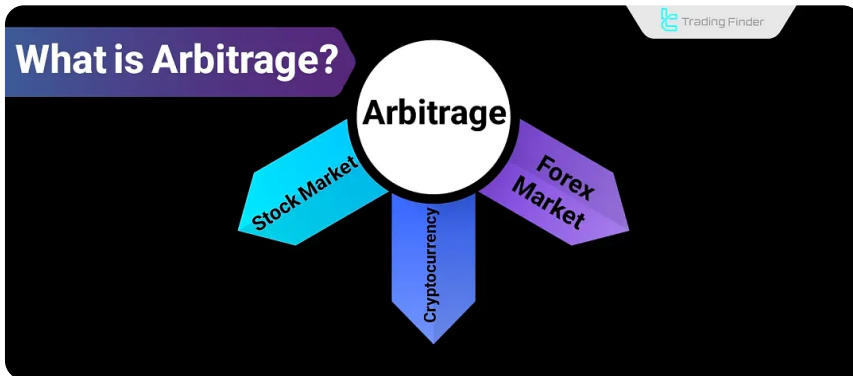 Trading Finder
What is Arbitrage?
Arbitrage
Stock Market
Cryptocurrency
Forex
Market